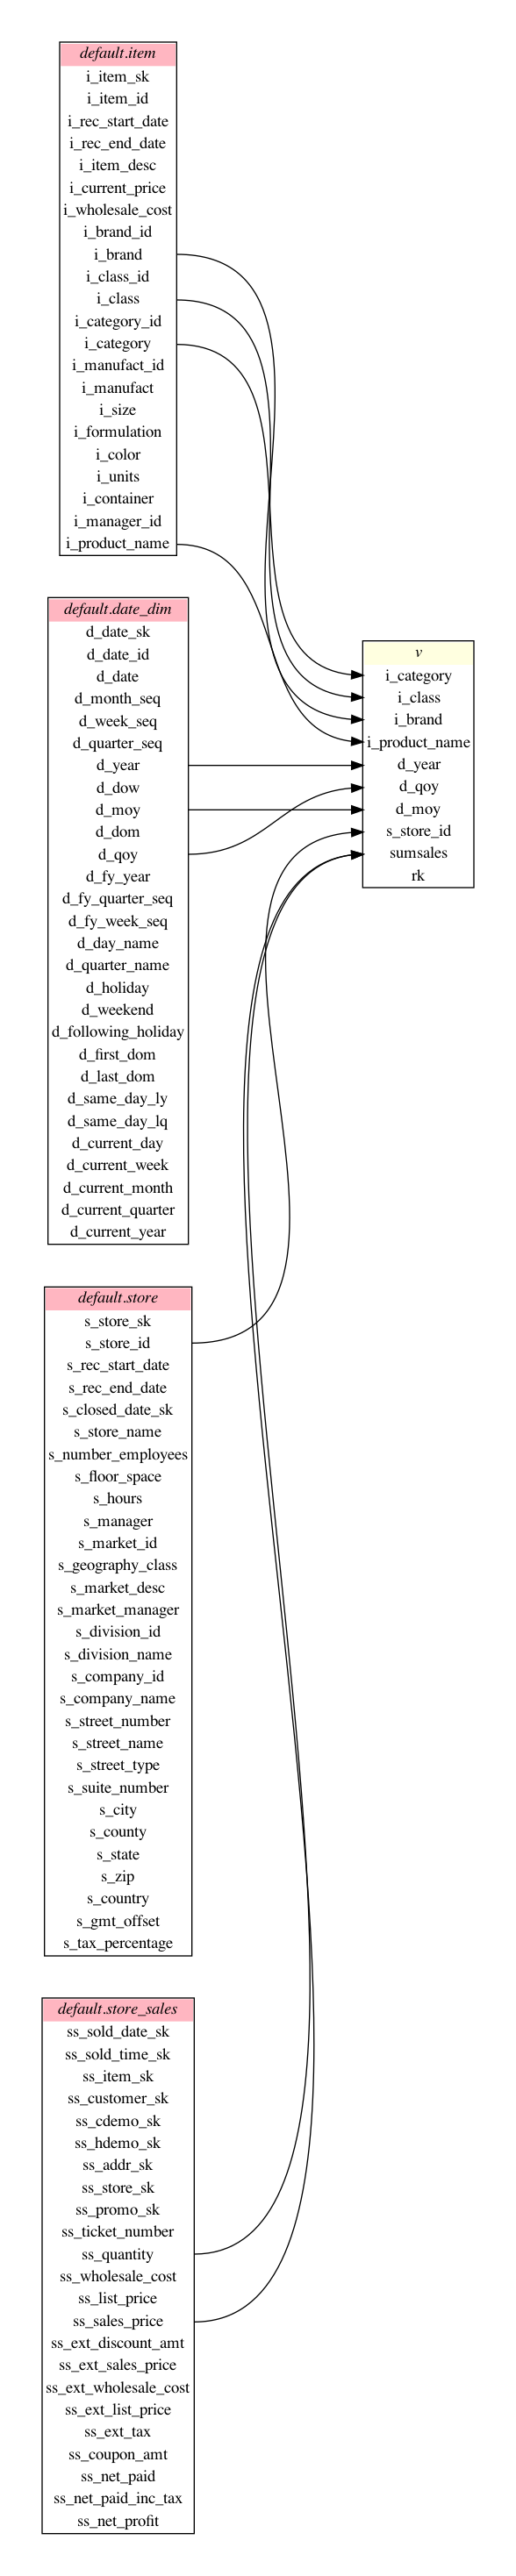 default.item
i_item_sk
i_item_id
i_rec_start_date
i_rec_end_date
i_item_desc
i_current_price
i_wholesale_cost
i_brand_id
i_brand
i_class_id
i_class
i_category_id
i_category
i_manufact_id
i_manufact
i_size
i_formulation
i_color
i_units
i_container
i_manager_id
i_product_name
default.date_dim
d_date_sk
d_date_id
d_date
d_month_seq
d_week_seq
d_quarter_seq
d_year
d_dow
d_moy
d_dom
d_qoy
d_fy_year
d_fy_quarter_seq
d_fy_week_seq
d_day_name
d_quarter_name
d_holiday
d_weekend
d_following_holiday
d_first_dom
d_last_dom
d_same_day_ly
d_same_day_lq
d_current_day
d_current_week
d_current_month
d_current_quarter
d_current_year
default.store
s_store_sk
s_store_id
s_rec_start_date
s_rec_end_date
s_closed_date_sk
s_store_name
s_number_employees
s_floor_space
s_hours
s_manager
s_market_id
s_geography_class
s_market_desc
s_market_manager
s_division_id
s_division_name
s_company_id
s_company_name
s_street_number
s_street_name
s_street_type
s_suite_number
s_city
s_county
s_state
s_zip
s_country
s_gmt_offset
s_tax_percentage
default.store_sales
ss_sold_date_sk
ss_sold_time_sk
ss_item_sk
ss_customer_sk
ss_cdemo_sk
ss_hdemo_sk
ss_addr_sk
ss_store_sk
ss_promo_sk
ss_ticket_number
ss_quantity
ss_wholesale_cost
ss_list_price
ss_sales_price
ss_ext_discount_amt
ss_ext_sales_price
ss_ext_wholesale_cost
ss_ext_list_price
ss_ext_tax
ss_coupon_amt
ss_net_paid
ss_net_paid_inc_tax
ss_net_profit
v
i_category
i_class
i_brand
i_product_name
d_year
d_qoy
d_moy
s_store_id
sumsales
rk